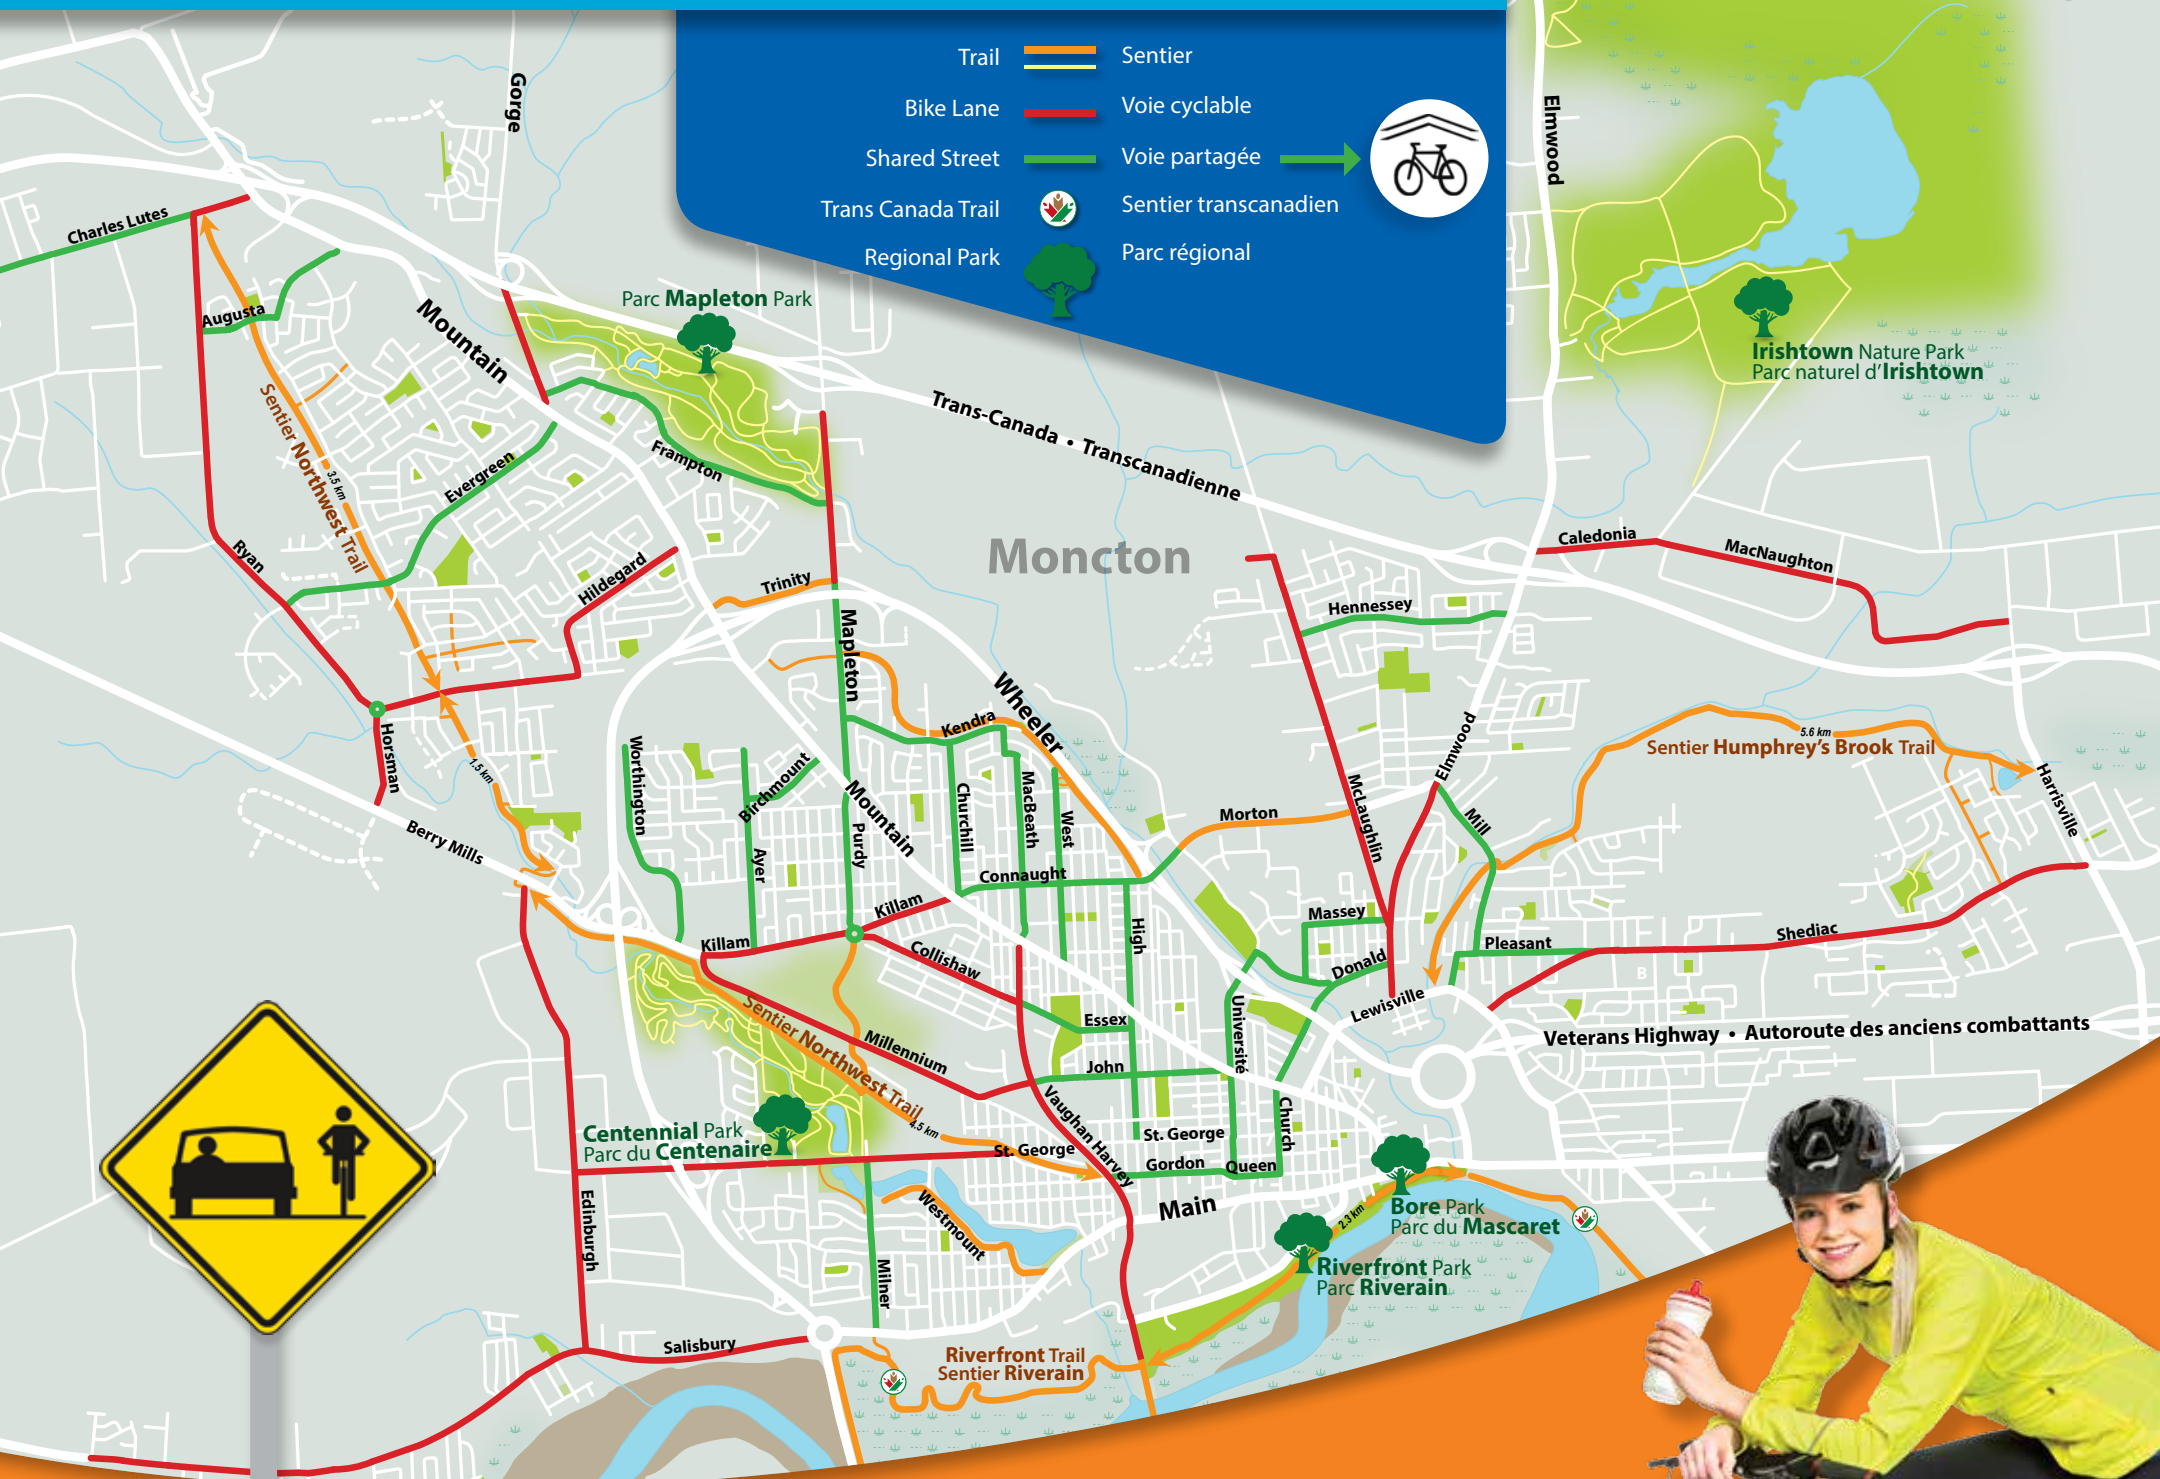 Trail
Sentier
Bike Lane
Voie cyclable
Shared Street
Voie partagée
Trans Canada Trail
Sentier transcanadien
Regional Park
Parc régional
Gorge
Elmwood
Charles Lutes
Augusta
Mountain
Parc Mapleton Park
Irishtown Nature Park
Parc naturel d'Irishtown
Trans-Canada • Transcanadienne
Sentier Northwest Trail
3.5 km
Evergreen
Frampton
Ryan
Hildegard
Trinity
Moncton
Caledonia
MacNaughton
Hennessey
Mapleton
Wheeler
Kendra
Horsman
1.5 km
Berry Mills
Worthington
Birchmount
Ayer
Purdy
Mountain
Churchill
MacBeath
West
Connaught
Morton
McLaughlin
Elmwood
Mill
Sentier Humphrey's Brook Trail
5.6 km
Harrisville
Killam
Killam
Collishaw
High
Massey
Donald
Pleasant
Shediac
B
Lewisville
Veterans Highway • Autoroute des anciens combattants
Sentier Northwest Trail
4.5 km
Millennium
Essex
John
Université
Church
Vaughan Harvey
Centennial Park
Parc du Centenaire
St. George
St. George
Gordon
Queen
Main
Edinburgh
Westmount
Milner
Bore Park
Parc du Mascaret
2.3 km
Riverfront Park
Parc Riverain
Salisbury
Riverfront Trail
Sentier Riverain